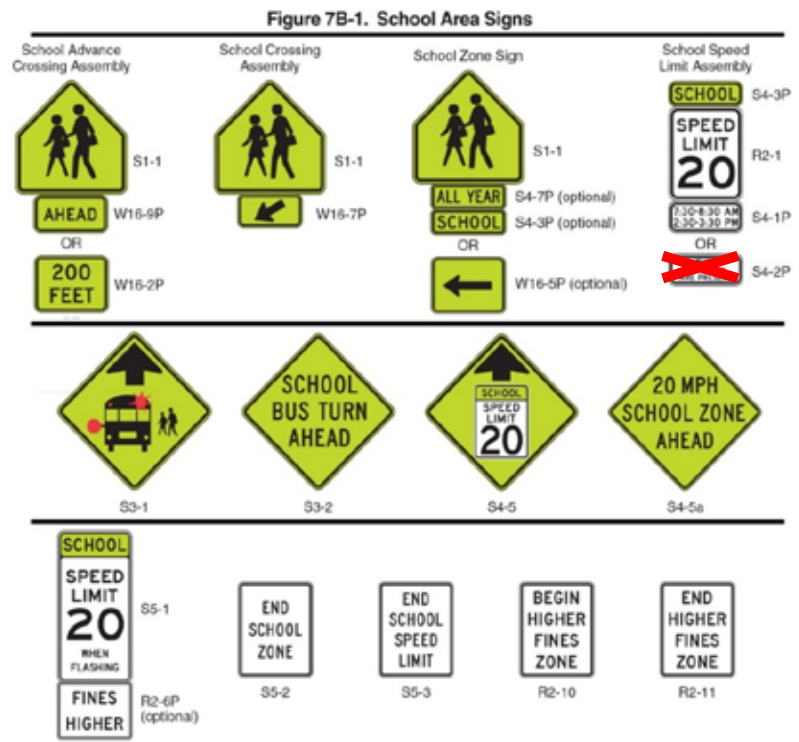 Figure 7B-1. School Area Signs
School Advance
Crossing Assembly
S1-1
AHEAD
W16-9P
OR
200
FEET
W16-2P
School Crossing
Assembly
S1-1
W16-7P
School Zone Sign
S1-1
ALL YEAR
S4-7P (optional)
SCHOOL
S4-3P (optional)
OR
W16-5P (optional)
School Speed
Limit Assembly
SCHOOL
S4-3P
SPEED
LIMIT
20
R2-1
7:30-8:30 AM
2:30-3:30 PM
S4-1P
OR
S4-2P
S3-1
SCHOOL
BUS TURN
AHEAD
S3-2
SCHOOL
SPEED
LIMIT
20
S4-5
20 MPH
SCHOOL ZONE
AHEAD
S4-5a
SCHOOL
SPEED
LIMIT
20
WHEN
FLASHING
S5-1
FINES
HIGHER
R2-6P
(optional)
END
SCHOOL
ZONE
S5-2
END
SCHOOL
SPEED
LIMIT
S5-3
BEGIN
HIGHER
FINES
ZONE
R2-10
END
HIGHER
FINES
ZONE
R2-11